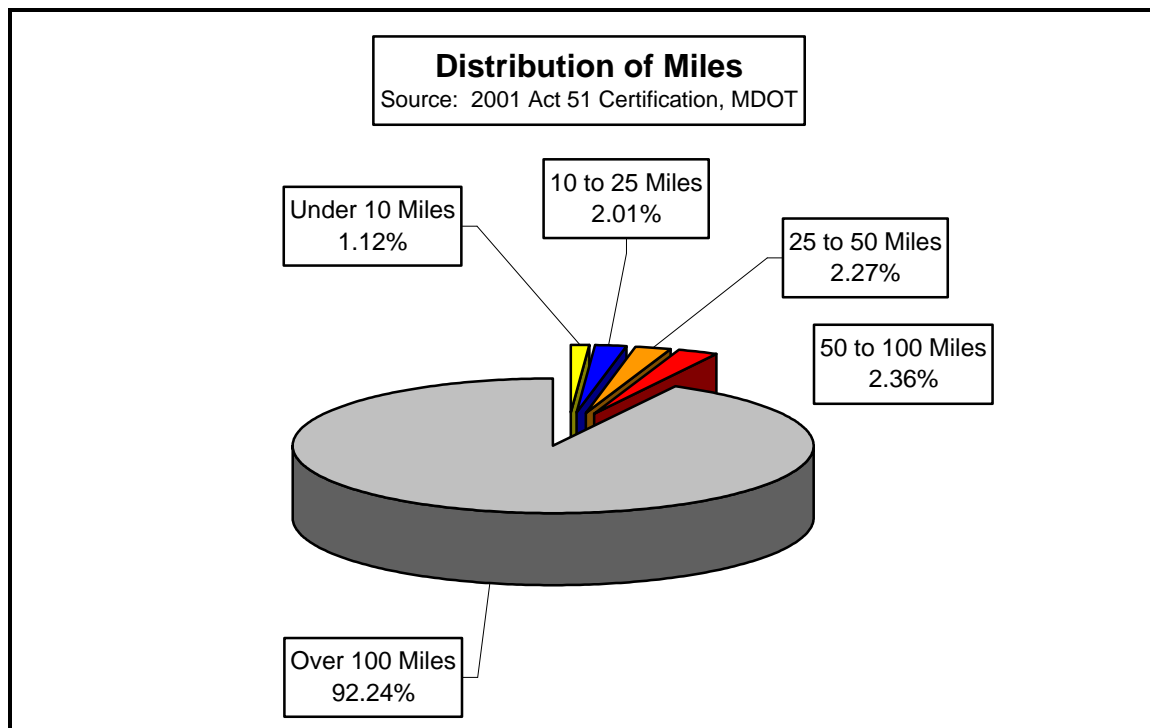 Distribution of Miles
Source:  2001 Act 51 Certification, MDOT
10 to 25 Miles
2.01%
Under 10 Miles
1.12%
25 to 50 Miles
2.27%
50 to 100 Miles
2.36%
Over 100 Miles
92.24%